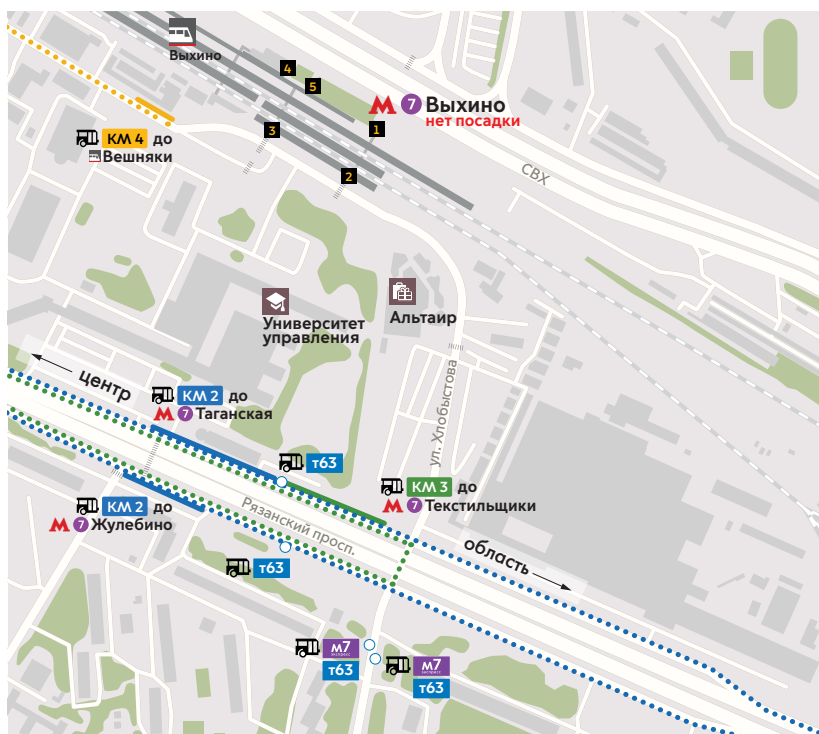 Выхино
4
5
М 7 Выхино
нет посадки
1
3
КМ 4 до
Вешняки
2
СВХ
Университет
управления
Альтаир
центр
КМ 2 до
М 7 Таганская
ул. Хлобыстова
т63
КМ 3 до
М 7 Текстильщики
КМ 2 до
М 7 Жулебино
Рязанский просп.
область
т63
м7
экспресс
т63
м7
экспресс
т63